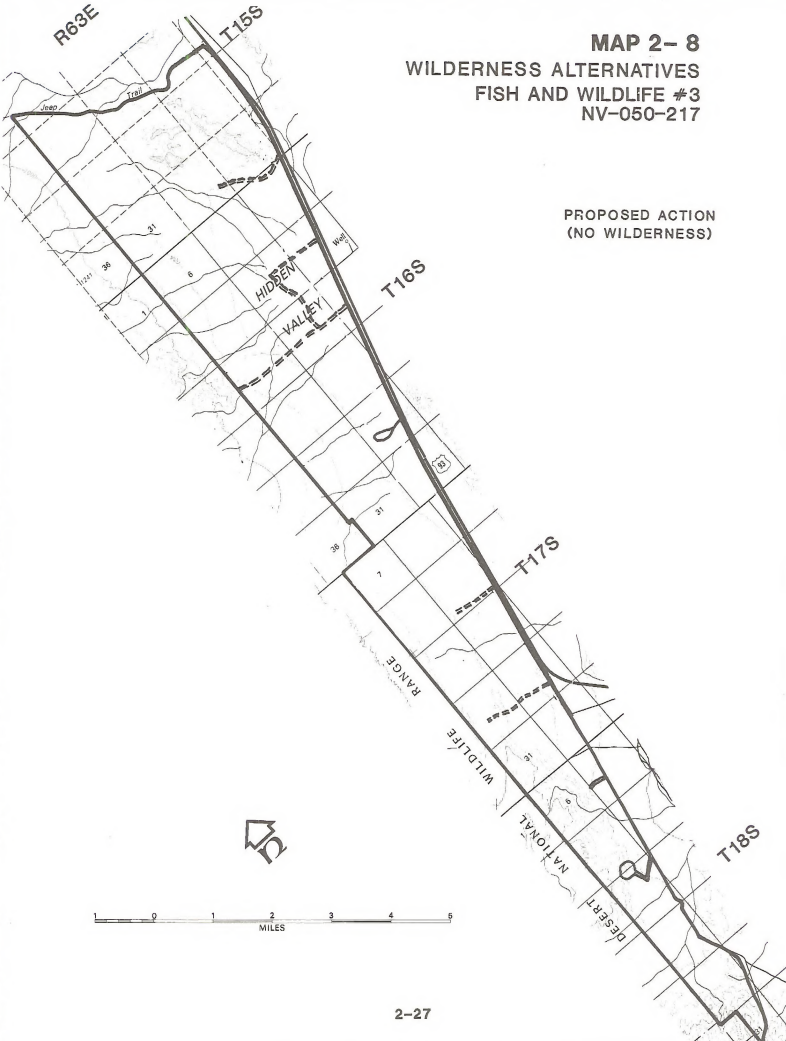 MAP 2-8
WILDERNESS ALTERNATIVES
FISH AND WILDLIFE #3
NV-050-217
PROPOSED ACTION
(NO WILDERNESS)
R63E
T15S
Jeep Trail
31
36
6
1
Well
HIDDEN
VALLEY
T16S
93
31
36
7
T17S
RANGE
WILDLIFE
31
6
NATIONAL
T18S
DESERT
n
1 0 1 2 3 4 5
MILES
31
2-27